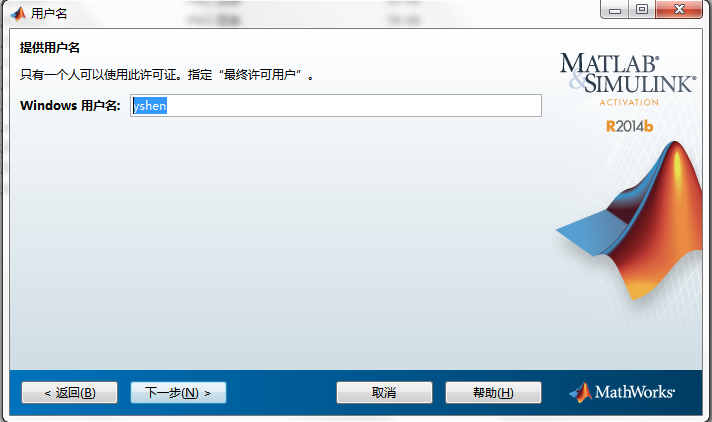 用户名
提供用户名
只有一个人可以使用此许可证。指定“最终许可用户”。
Windows 用户名: yshen
MATLAB®
&SIMULINK®
ACTIVATION
R2014b
< 返回(B)
下一步(N) >
取消
帮助(H)
MathWorks®